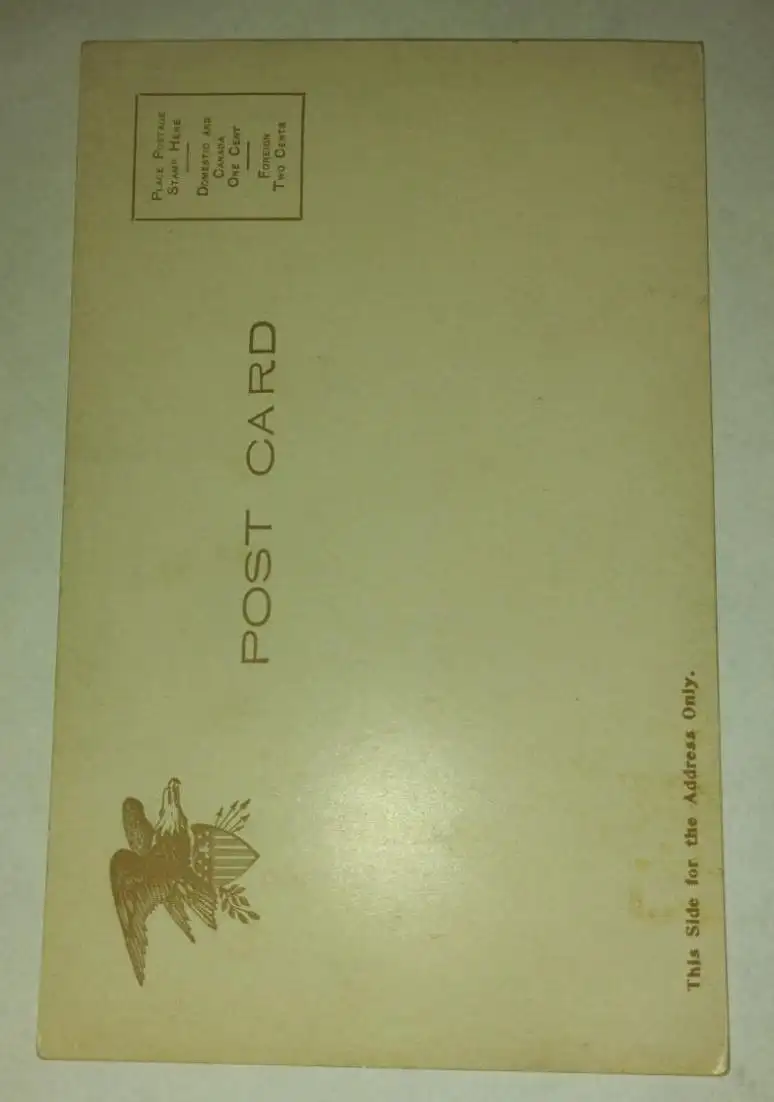 PLACE POSTAGE
STAMP HERE
DOMESTIC AND
CANADA
ONE CENT
FOREIGN
TWO CENTS
POST CARD
This Side for the Address Only.